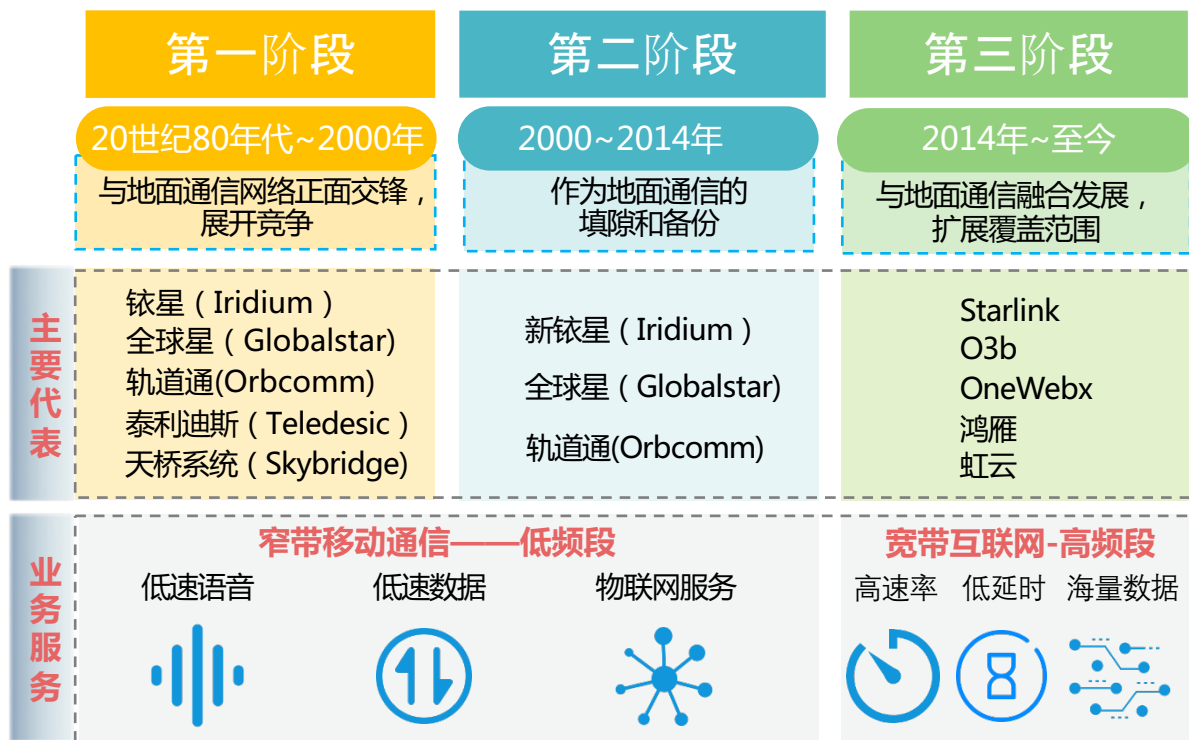 第一阶段
第二阶段
第三阶段
20世纪80年代~2000年
2000~2014年
2014年~至今
与地面通信网络正面交锋，
展开竞争
作为地面通信的
填隙和备份
与地面通信融合发展，
扩展覆盖范围
主要代表
铱星（Iridium）
全球星（Globalstar)
轨道通(Orbcomm)
泰利迪斯（Teledesic）
天桥系统（Skybridge)
新铱星（Iridium）
全球星（Globalstar)
轨道通(Orbcomm)
Starlink
O3b
OneWebx
鸿雁
虹云
业务服务
窄带移动通信——低频段
低速语音
低速数据
物联网服务
宽带互联网-高频段
高速率
低延时
海量数据